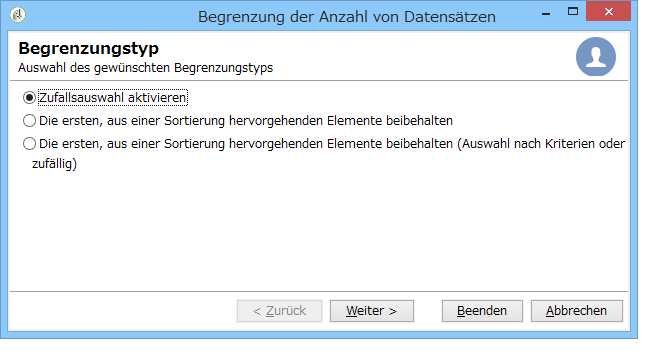 Begrenzung der Anzahl von Datensätzen
Begrenzungstyp
Auswahl des gewünschten Begrenzungstyps
Zufallsauswahl aktivieren
Die ersten, aus einer Sortierung hervorgehenden Elemente beibehalten
Die ersten, aus einer Sortierung hervorgehenden Elemente beibehalten (Auswahl nach Kriterien oder
zufällig)
< Zurück Weiter > Beenden Abbrechen